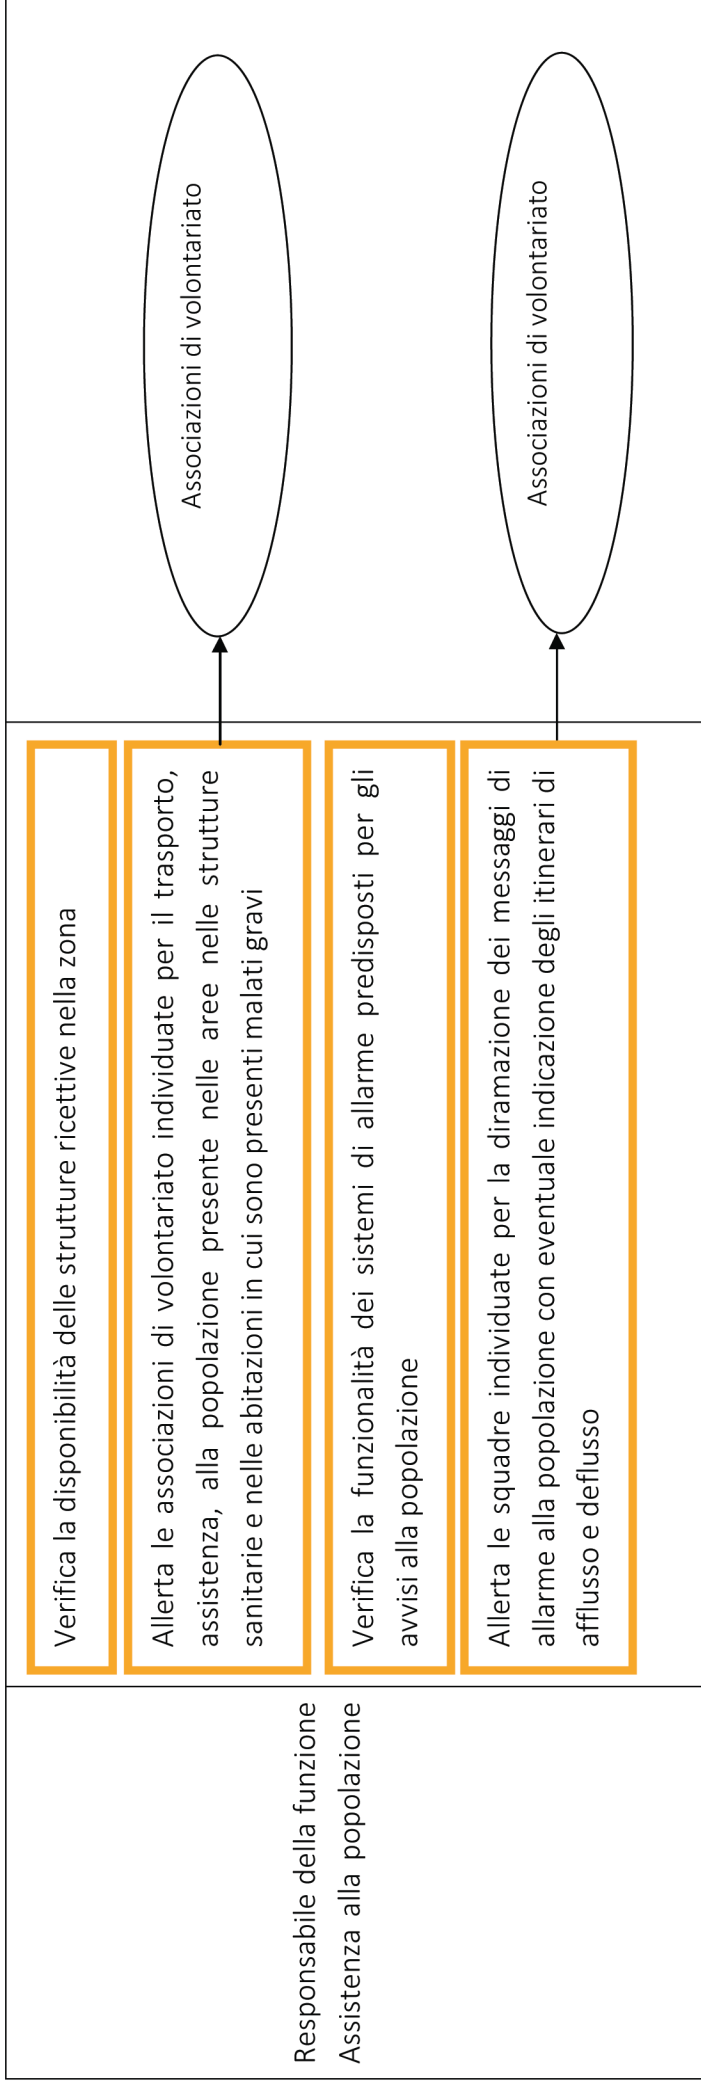 Responsabile della funzione
Assistenza alla popolazione
Verifica la disponibilità delle strutture ricettive nella zona
Allerta le associazioni di volontariato individuate per il trasporto,
assistenza, alla popolazione presente nelle aree nelle strutture
sanitarie e nelle abitazioni in cui sono presenti malati gravi
Associazioni di volontariato
Verifica la funzionalità dei sistemi di allarme predisposti per gli
avvisi alla popolazione
Allerta le squadre individuate per la diramazione dei messaggi di
allarme alla popolazione con eventuale indicazione degli itinerari di
afflusso e deflusso
Associazioni di volontariato